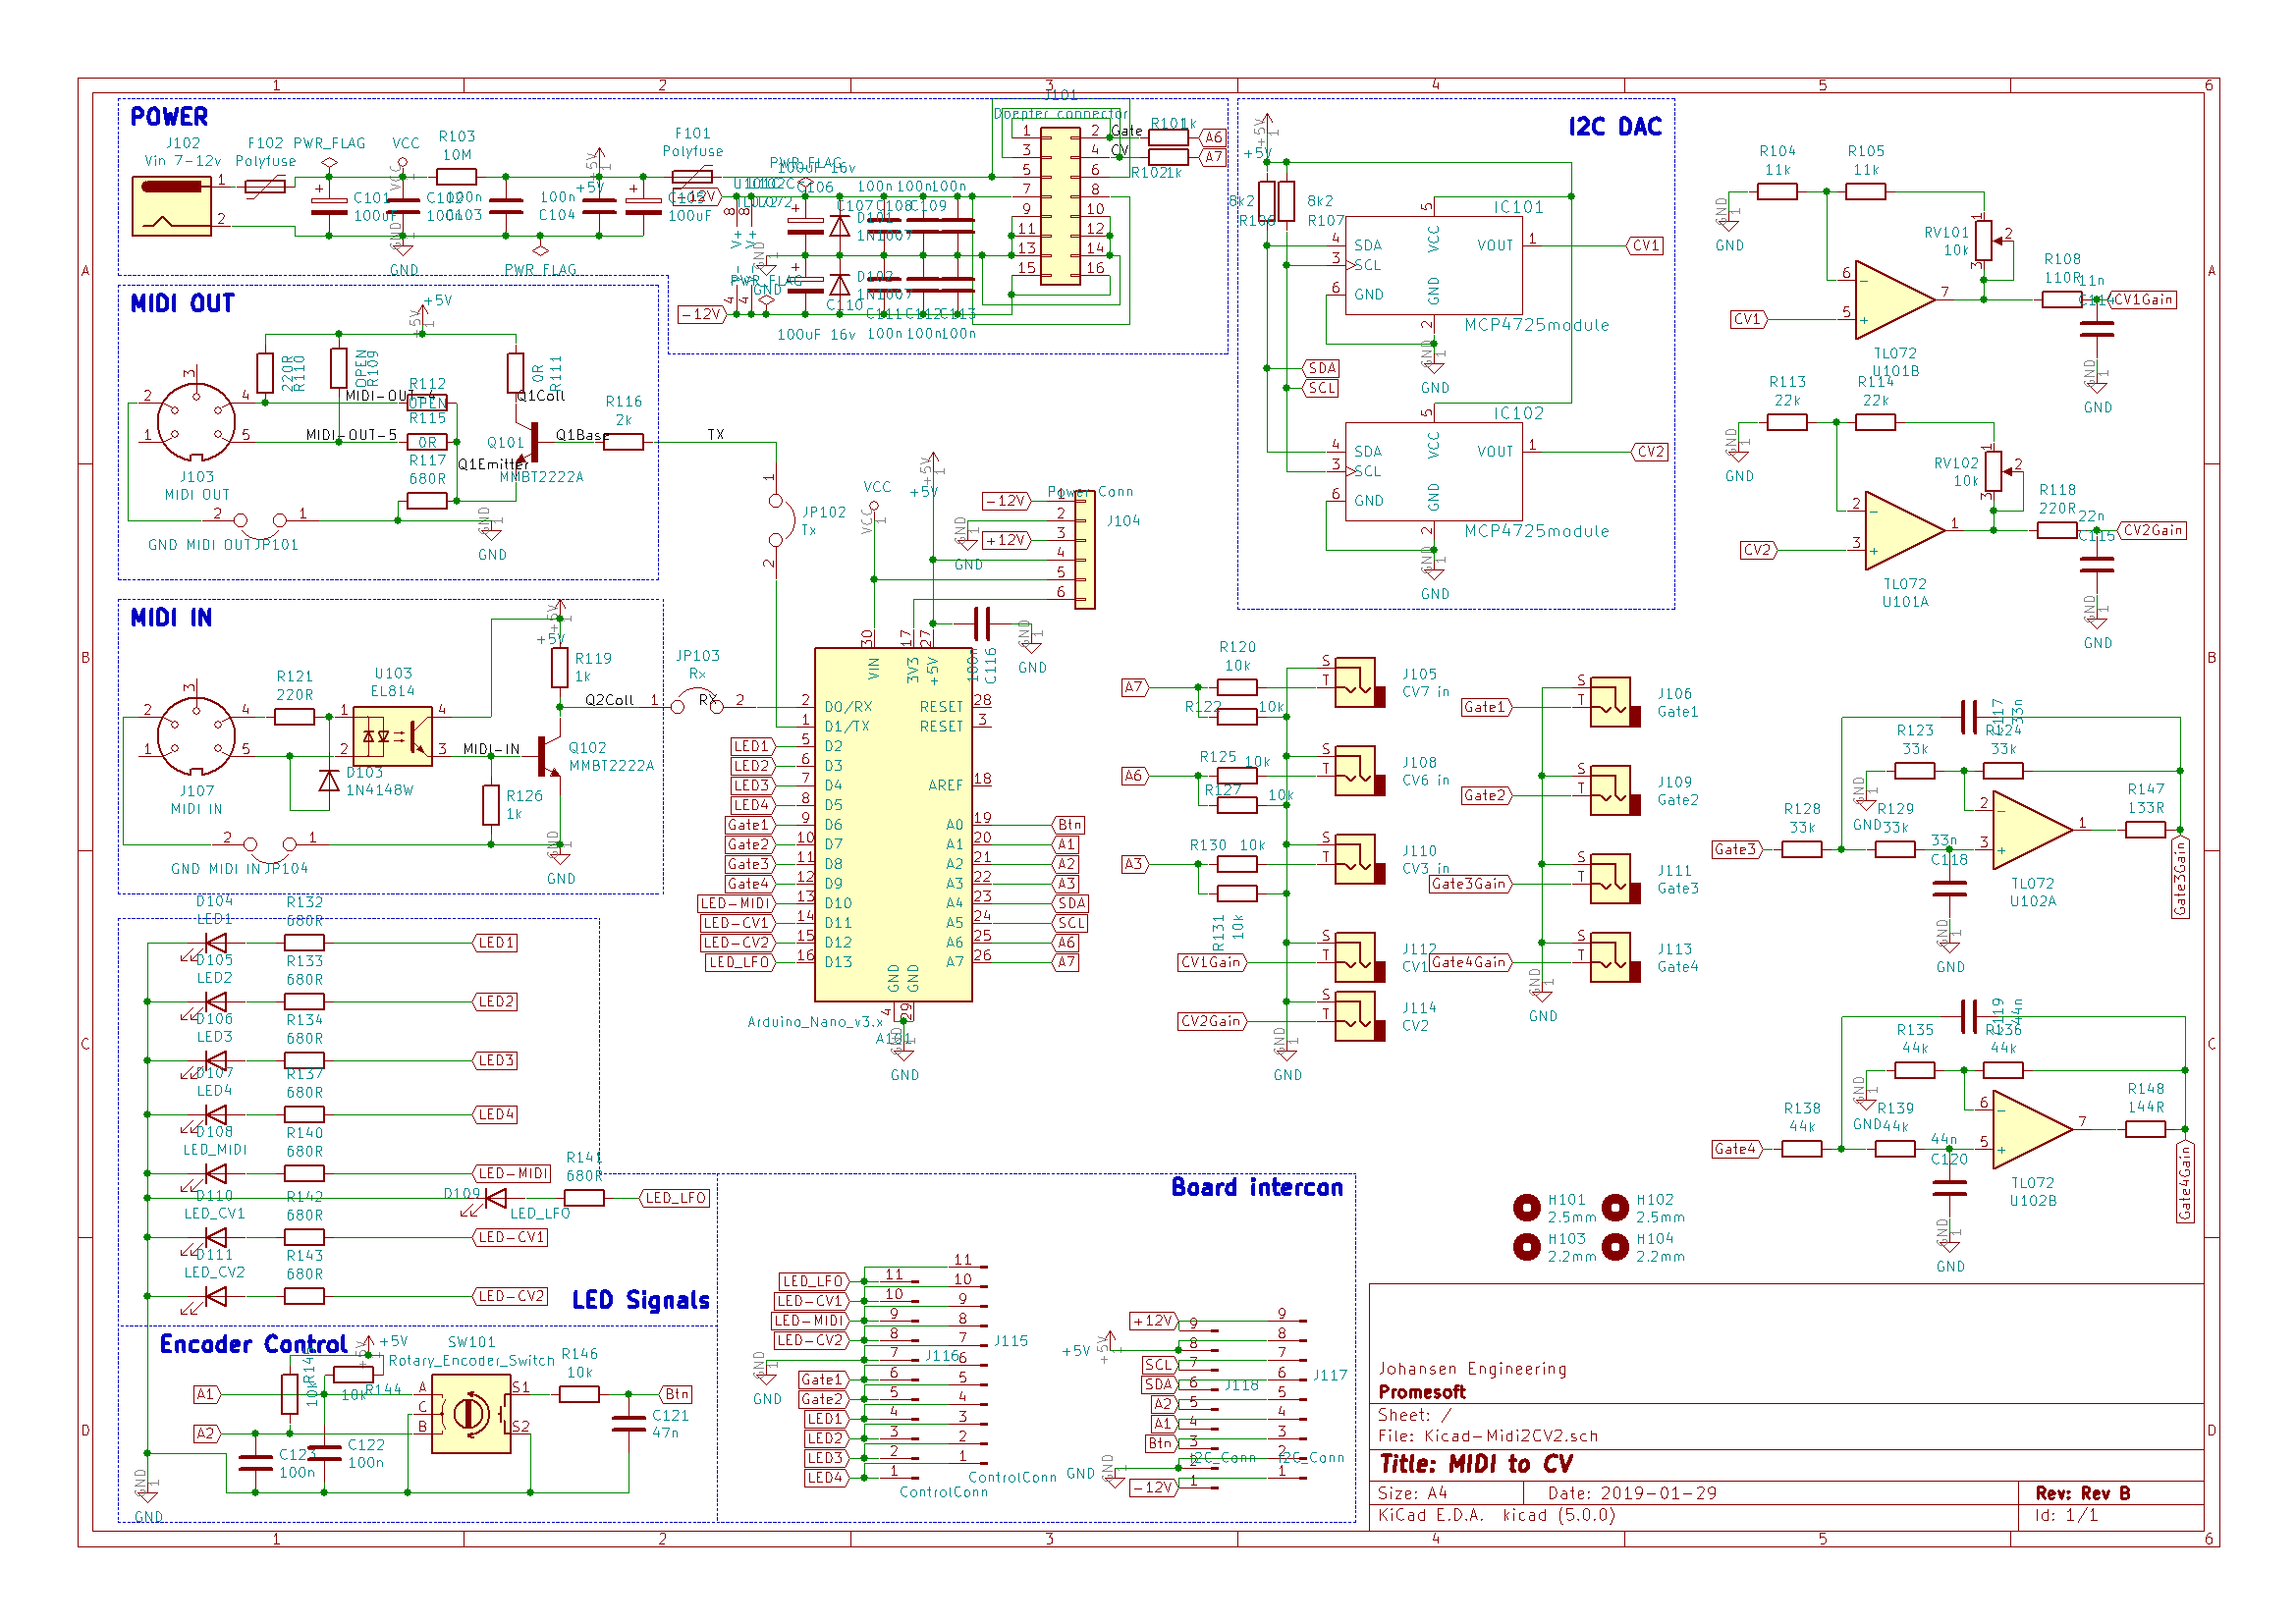 POWER
J102
Vin 7-12v
F102
Polyfuse
PWR_FLAG
VCC
R103
10M
+5V
F101
Polyfuse
C101
100uF
C103
100n
C104
100uF
PWR_FLAG
GND
J101
Doepfer connector
Gate
CV
R101
1k
R102
1k
A6
A7
-12V
-12V
100uF 16v
C106
D101
1N1007
D102
1N1007
C107
C108
C109
100n
100n
100n
C110
C111
C112
C113
100uF 16v
100n
100n
100n
MIDI OUT
+5V
220R
R110
OPEN
R109
0R
R111
R112
OPEN
MIDI-OUT-4
R115
0R
MIDI-OUT-5
R117
680R
Q1Coll
Q1Base
Q1Emitter
Q101
MMBT2222A
R116
2k
TX
J103
MIDI OUT
GND MIDI OUT
JP101
GND
JP102
Tx
MIDI IN
+5V
R119
1k
R121
220R
U103
EL814
Q2Coll
MIDI-IN
Q102
MMBT2222A
D103
1N4148W
R126
1k
J107
MIDI IN
GND MIDI IN
JP104
GND
JP103
Rx
RX
VCC
+5V
-12V
+12V
GND
Power Conn
J104
C116
100n
GND
VIN
3V3
+5V
D0/RX
D1/TX
D2
D3
D4
D5
D6
D7
D8
D9
D10
D11
D12
D13
RESET
RESET
AREF
A0
A1
A2
A3
A4
A5
A6
A7
LED1
LED2
LED3
LED4
Gate1
Gate2
Gate3
Gate4
LED-MIDI
LED-CV1
LED-CV2
LED_LFO
Btn
A1
A2
A3
SDA
SCL
A6
A7
Arduino_Nano_v3.x
A101
GND
I2C DAC
+5V
8k2
R106
8k2
R107
IC101
SDA
SCL
GND
VCC
VOUT
CV1
MCP4725module
GND
SDA
SCL
IC102
SDA
SCL
GND
VCC
VOUT
CV2
MCP4725module
GND
R104
11k
R105
11k
GND
RV101
10k
R108
110R
11n
C114
CV1Gain
CV1
TL072
U101B
GND
R113
22k
R114
22k
GND
RV102
10k
R118
220R
22n
C115
CV2Gain
CV2
TL072
U101A
GND
R120
10k
A7
R122
10k
J105
CV7 in
R125
10k
A6
R127
10k
J108
CV6 in
R130
10k
A3
R131
10k
J110
CV3 in
CV1Gain
J112
CV1
CV2Gain
J114
CV2
GND
Gate1
J106
Gate1
Gate2
J109
Gate2
Gate3Gain
J111
Gate3
Gate4Gain
J113
Gate4
GND
C117
33n
R123
33k
R124
33k
GND
Gate3
R128
33k
R129
33k
33n
C118
R147
133R
Gate3Gain
TL072
U102A
GND
C119
44n
R135
44k
R136
44k
GND
Gate4
R138
44k
R139
44k
44n
C120
R148
144R
Gate4Gain
TL072
U102B
GND
D104
LED1
R132
680R
LED1
D105
LED2
R133
680R
LED2
D106
LED3
R134
680R
LED3
D107
LED4
R137
680R
LED4
D108
LED_MIDI
R140
680R
LED-MIDI
D109
LED_LFO
R141
680R
LED_LFO
D110
LED_CV1
R142
680R
LED-CV1
D111
LED_CV2
R143
680R
LED-CV2
LED Signals
Encoder Control
+5V
10k
R144
10k
SW101
Rotary_Encoder_Switch
A1
A2
R146
10k
Btn
C121
47n
C122
100n
C123
100n
GND
Board intercon
LED_LFO
LED-CV1
LED-MIDI
LED-CV2
GND
Gate1
Gate2
LED1
LED2
LED3
LED4
J115
J116
ControlConn
ControlConn
+12V
+5V
SCL
SDA
A2
A1
Btn
GND
-12V
J117
J118
I2C_Conn
I2C_Conn
H101
2.5mm
H102
2.5mm
H103
2.2mm
H104
2.2mm
Johansen Engineering
Promesoft
Sheet: /
File: Kicad-Midi2CV2.sch
Title: MIDI to CV
Size: A4
Date: 2019-01-29
Rev: Rev B
KiCad E.D.A.  kicad (5.0.0)
Id: 1/1